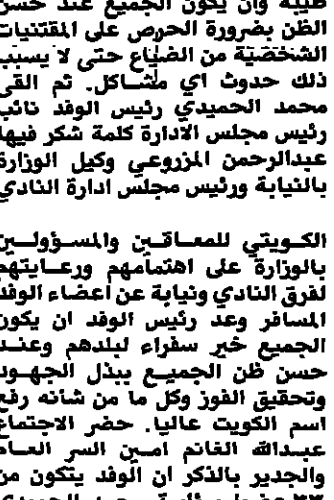 طيبة وان يكون الجميع عند حسن
الظن بضرورة الحرص على المقتنيات
الشخصية من الضياع حتى لا يسبب
ذلك حدوث اي مشاكل. ثم القى
محمد الحميدي رئيس الوفد نائب
رئيس مجلس الادارة كلمة شكر فيها
عبدالرحمن المزروعي وكيل الوزارة
بالنيابة ورئيس مجلس ادارة النادي
الكويتي للمعاقين والمسؤولين
بالوزارة على اهتمامهم ورعايتهم
لفرق النادي ونيابة عن اعضاء الوفد
المسافر وعد رئيس الوفد ان يكون
الجميع خير سفراء لبلدهم وعند
حسن ظن الجميع ببذل الجهود
وتحقيق الفوز وكل ما من شأنه رفع
اسم الكويت عاليا. حضر الاجتماع
عبدالله الغانم امين السر العام
والجدير بالذكر ان الوفد يتكون من